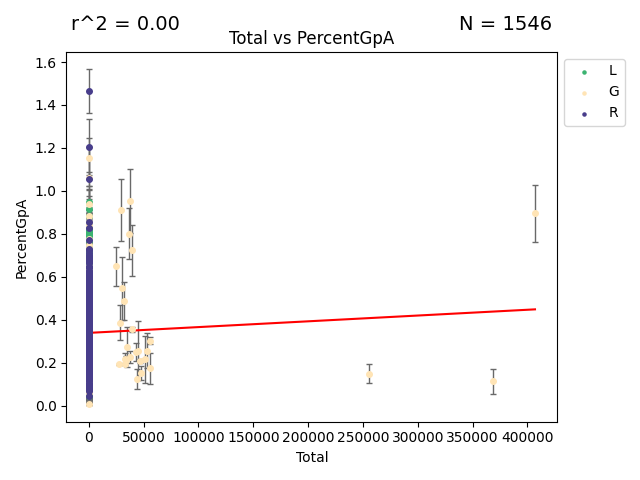 r^2 = 0.00
N = 1546
Total vs PercentGpA
L
G
R
PercentGpA
1.6
1.4
1.2
1.0
0.8
0.6
0.4
0.2
0.0
0
50000
100000
150000
200000
250000
300000
350000
400000
Total